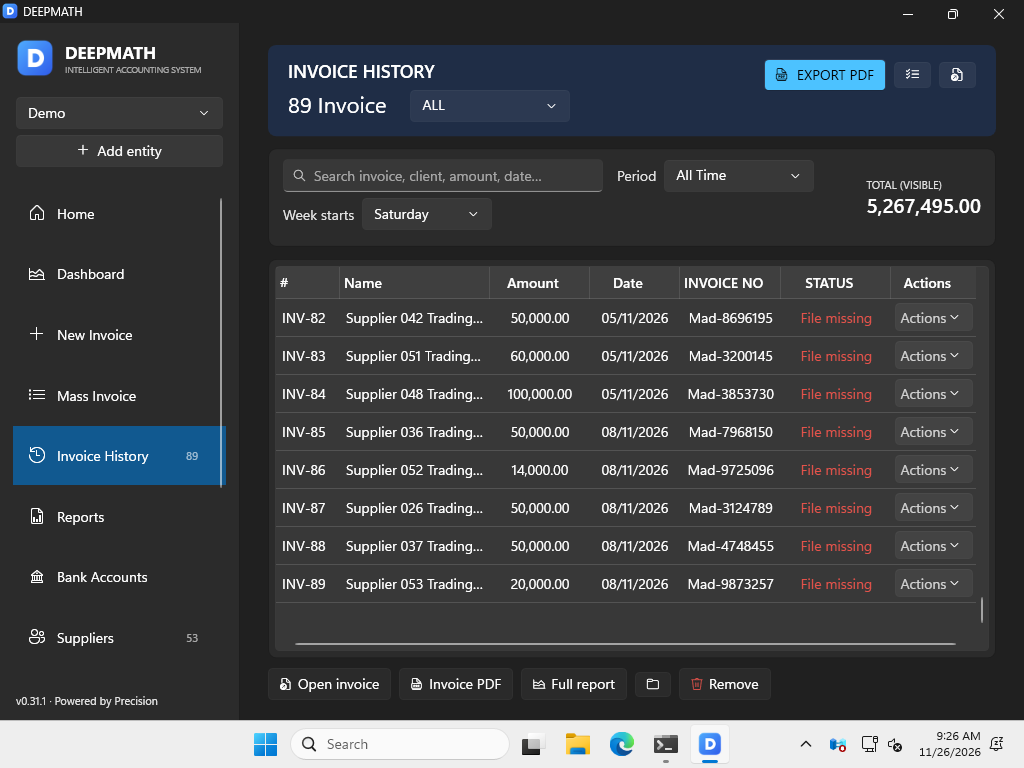 DEEPMATH
DEEPMATH
INTELLIGENT ACCOUNTING SYSTEM
Demo
+ Add entity
Home
Dashboard
New Invoice
Mass Invoice
Invoice History 89
Reports
Bank Accounts
Suppliers 53
v0.31.1 · Powered by Precision
INVOICE HISTORY
89 Invoice ALL
EXPORT PDF
Search invoice, client, amount, date...
Period All Time
Week starts Saturday
TOTAL (VISIBLE)
5,267,495.00
# Name Amount Date INVOICE NO STATUS Actions
INV-82 Supplier 042 Trading... 50,000.00 05/11/2026 Mad-8696195 File missing Actions
INV-83 Supplier 051 Trading... 60,000.00 05/11/2026 Mad-3200145 File missing Actions
INV-84 Supplier 048 Trading... 100,000.00 05/11/2026 Mad-3853730 File missing Actions
INV-85 Supplier 036 Trading... 50,000.00 08/11/2026 Mad-7968150 File missing Actions
INV-86 Supplier 052 Trading... 14,000.00 08/11/2026 Mad-9725096 File missing Actions
INV-87 Supplier 026 Trading... 50,000.00 08/11/2026 Mad-3124789 File missing Actions
INV-88 Supplier 037 Trading... 50,000.00 08/11/2026 Mad-4748455 File missing Actions
INV-89 Supplier 053 Trading... 20,000.00 08/11/2026 Mad-9873257 File missing Actions
Open invoice Invoice PDF Full report Remove
Search
9:26 AM
11/26/2026